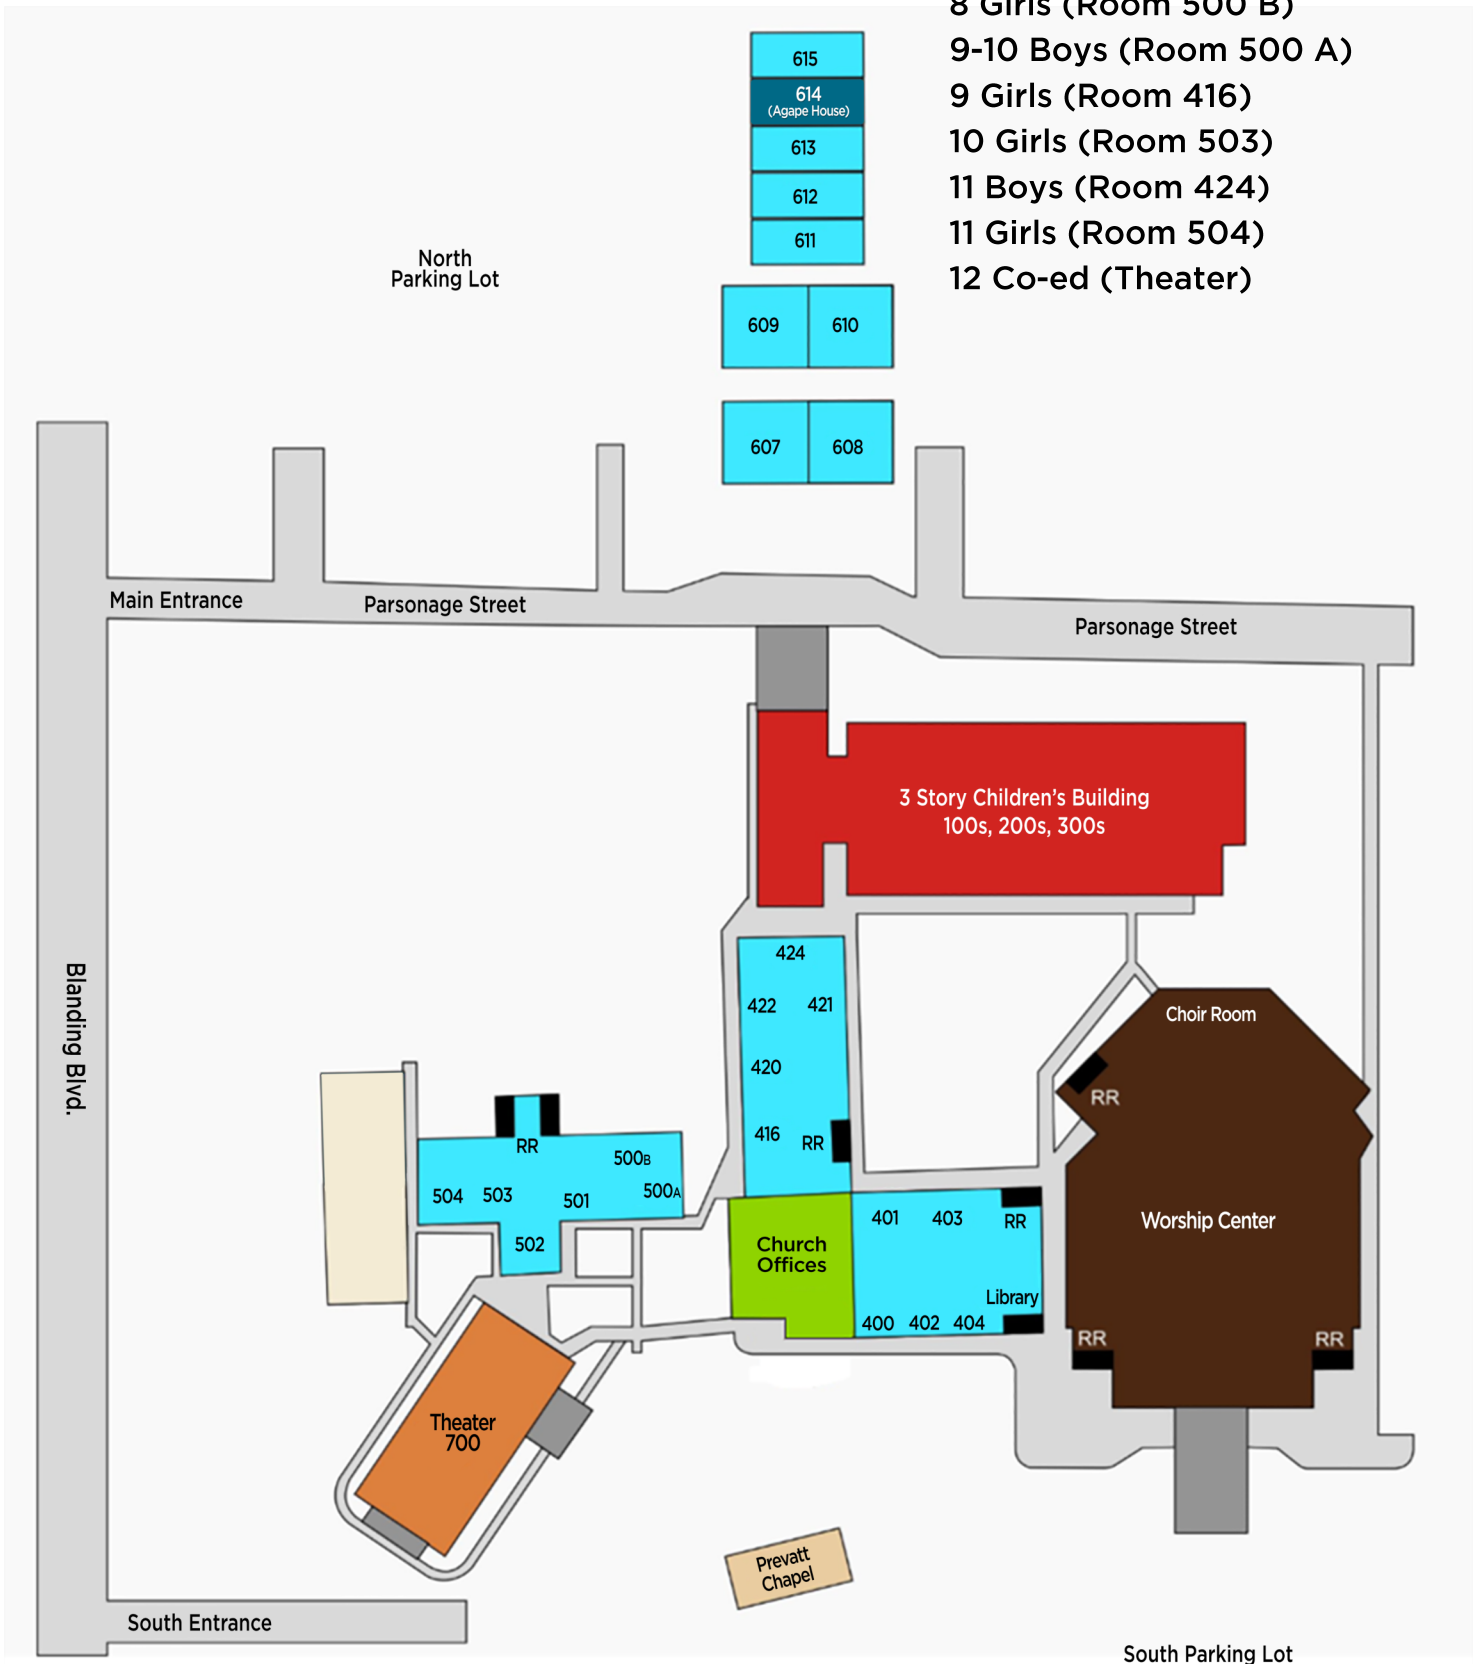 8 Girls (Room 500 B)
9-10 Boys (Room 500 A)
9 Girls (Room 416)
10 Girls (Room 503)
11 Boys (Room 424)
11 Girls (Room 504)
12 Co-ed (Theater)
615
614
(Agape House)
613
612
611
North
Parking Lot
609
610
607
608
Main Entrance
Parsonage Street
Parsonage Street
3 Story Children's Building
100s, 200s, 300s
Blanding Blvd.
424
422
421
420
416
RR
Choir Room
RR
Worship Center
RR
RR
RR
500B
500A
504
503
501
502
Church
Offices
401
403
RR
Library
400
402
404
Theater
700
Prevatt
Chapel
South Entrance
South Parking Lot